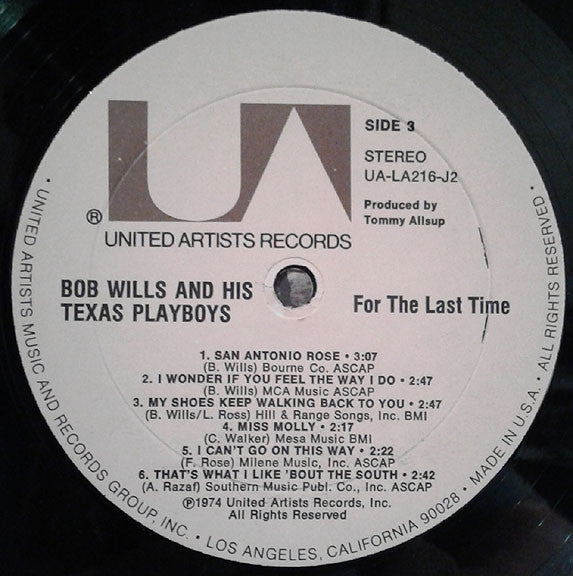 UA
SIDE 3
STEREO
UA-LA216-J2
Produced by
Tommy Allsup
®
UNITED ARTISTS RECORDS
BOB WILLS AND HIS
TEXAS PLAYBOYS
For The Last Time
1. SAN ANTONIO ROSE • 3:07
(B. Wills) Bourne Co. ASCAP
2. I WONDER IF YOU FEEL THE WAY I DO • 2:47
(B. Wills) MCA Music ASCAP
3. MY SHOES KEEP WALKING BACK TO YOU • 2:47
(B. Wills/L. Ross) Hill & Range Songs, Inc. BMI
4. MISS MOLLY • 2:17
(C. Walker) Mesa Music BMI
5. I CAN'T GO ON THIS WAY • 2:22
(F. Rose) Milene Music, Inc. ASCAP
6. THAT'S WHAT I LIKE 'BOUT THE SOUTH • 2:42
(A. Razaf) Southern Music Publ. Co., Inc. ASCAP
℗1974 United Artists Records, Inc.
All Rights Reserved
• UNITED ARTISTS MUSIC AND RECORDS GROUP, INC. • LOS ANGELES, CALIFORNIA 90028 • MADE IN U.S.A. • ALL RIGHTS RESERVED •